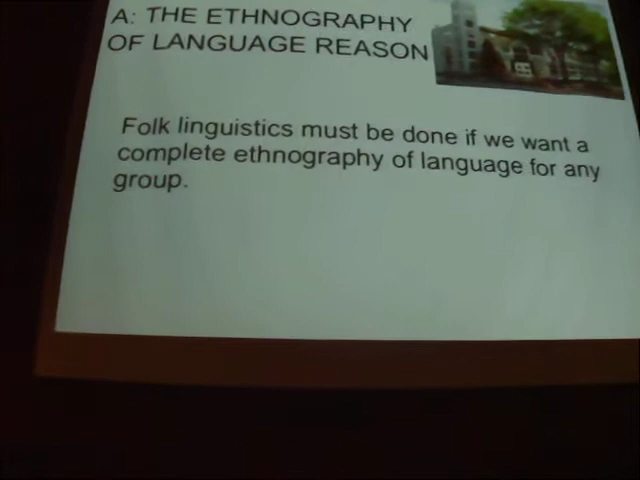 A: THE ETHNOGRAPHY
OF LANGUAGE REASON
Folk linguistics must be done if we want a
complete ethnography of language for any
group.